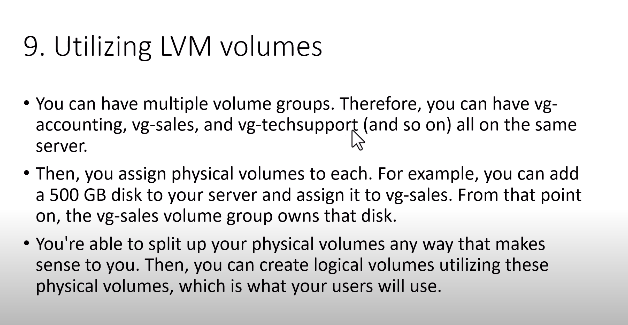 9. Utilizing LVM volumes
• You can have multiple volume groups. Therefore, you can have vg-
accounting, vg-sales, and vg-techsupport (and so on) all on the same
server.
• Then, you assign physical volumes to each. For example, you can add
a 500 GB disk to your server and assign it to vg-sales. From that point
on, the vg-sales volume group owns that disk.
• You're able to split up your physical volumes any way that makes
sense to you. Then, you can create logical volumes utilizing these
physical volumes, which is what your users will use.